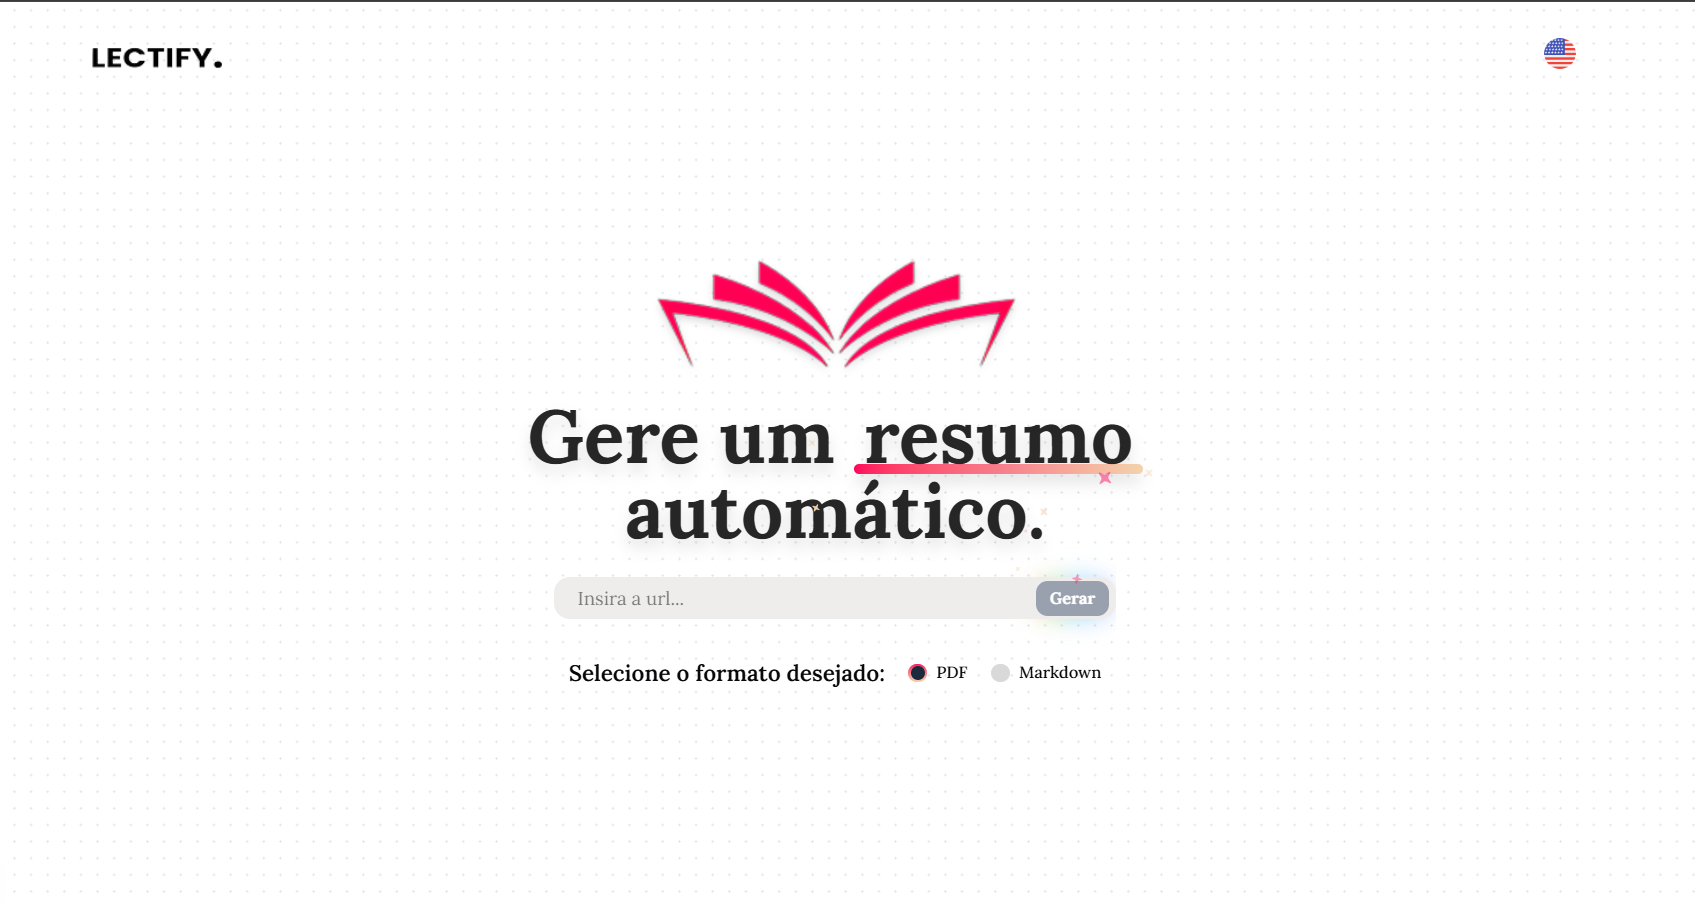 LECTIFY.
Gere um resumo
automático.
Insira a url...
Gerar
Selecione o formato desejado:
PDF
Markdown